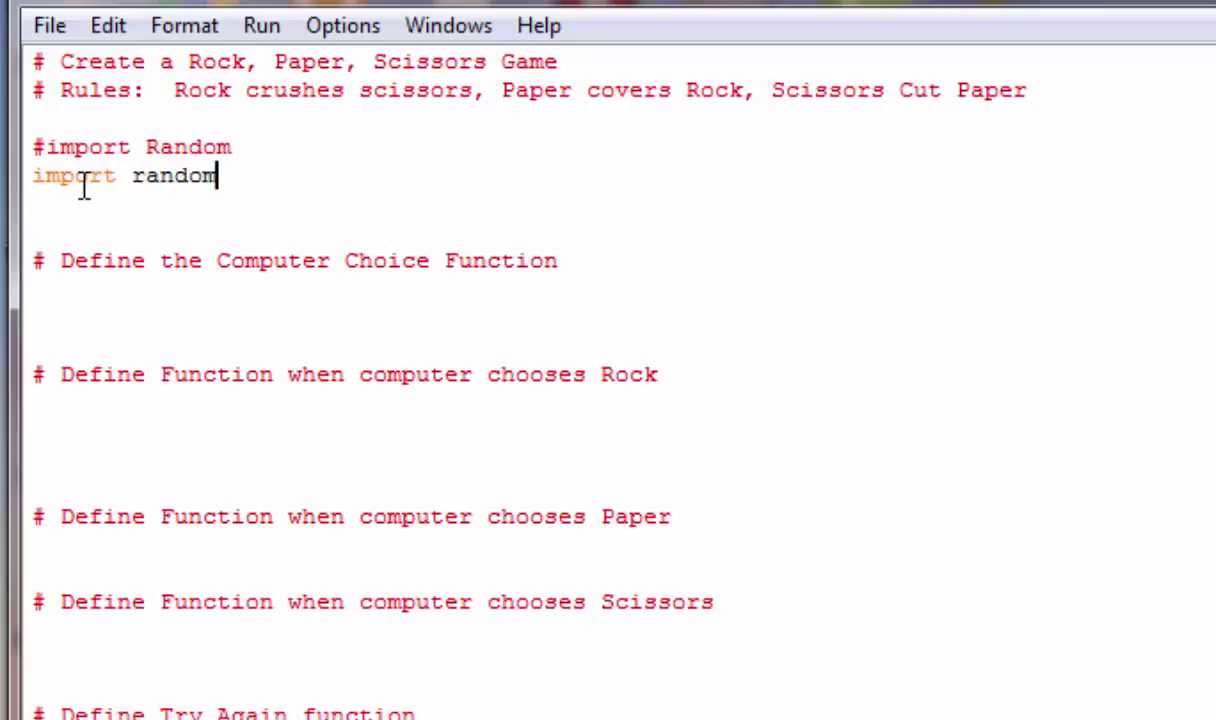 File Edit Format Run Options Windows Help
# Create a Rock, Paper, Scissors Game
# Rules:  Rock crushes scissors, Paper covers Rock, Scissors Cut Paper
#import Random
import random
# Define the Computer Choice Function
# Define Function when computer chooses Rock
# Define Function when computer chooses Paper
# Define Function when computer chooses Scissors
# Define Try Again function